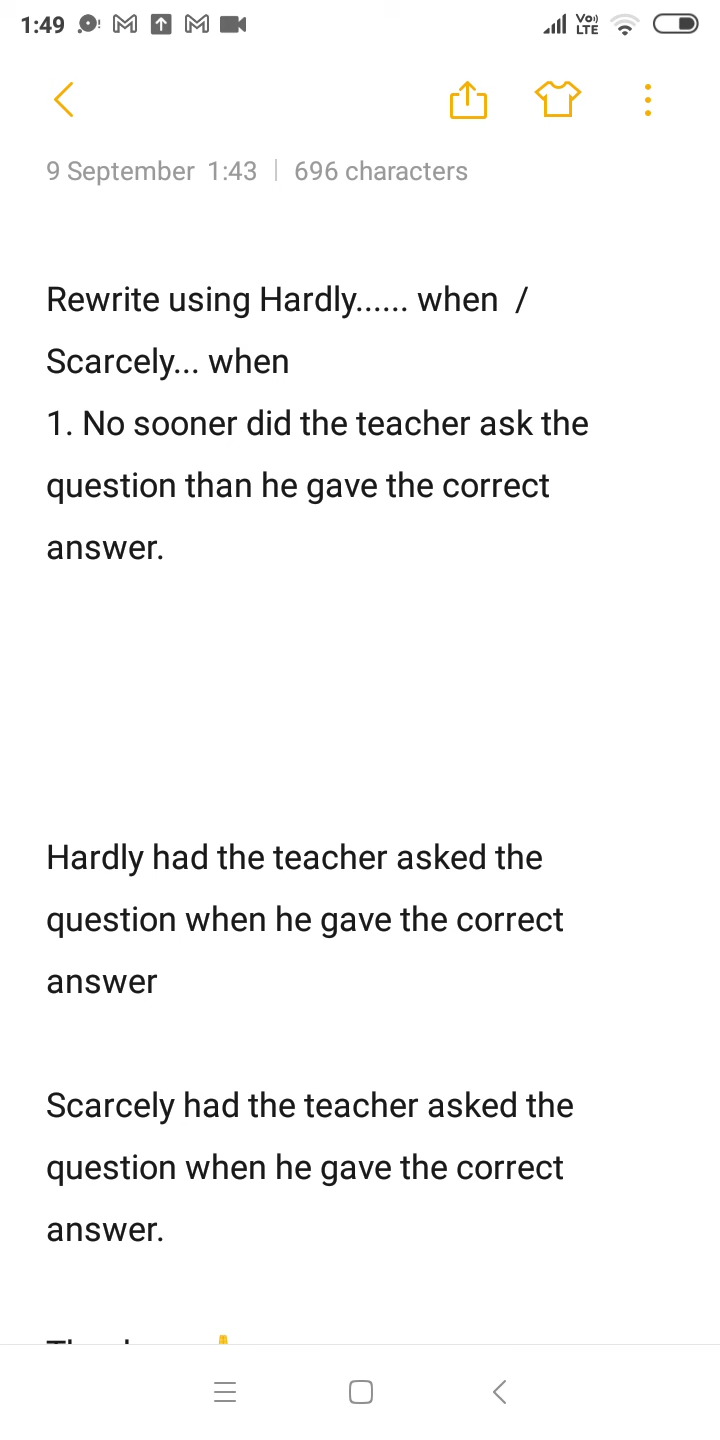 1:49
VoI) LTE
9 September 1:43 | 696 characters
Rewrite using Hardly...... when /
Scarcely... when
1. No sooner did the teacher ask the
question than he gave the correct
answer.
Hardly had the teacher asked the
question when he gave the correct
answer
Scarcely had the teacher asked the
question when he gave the correct
answer.